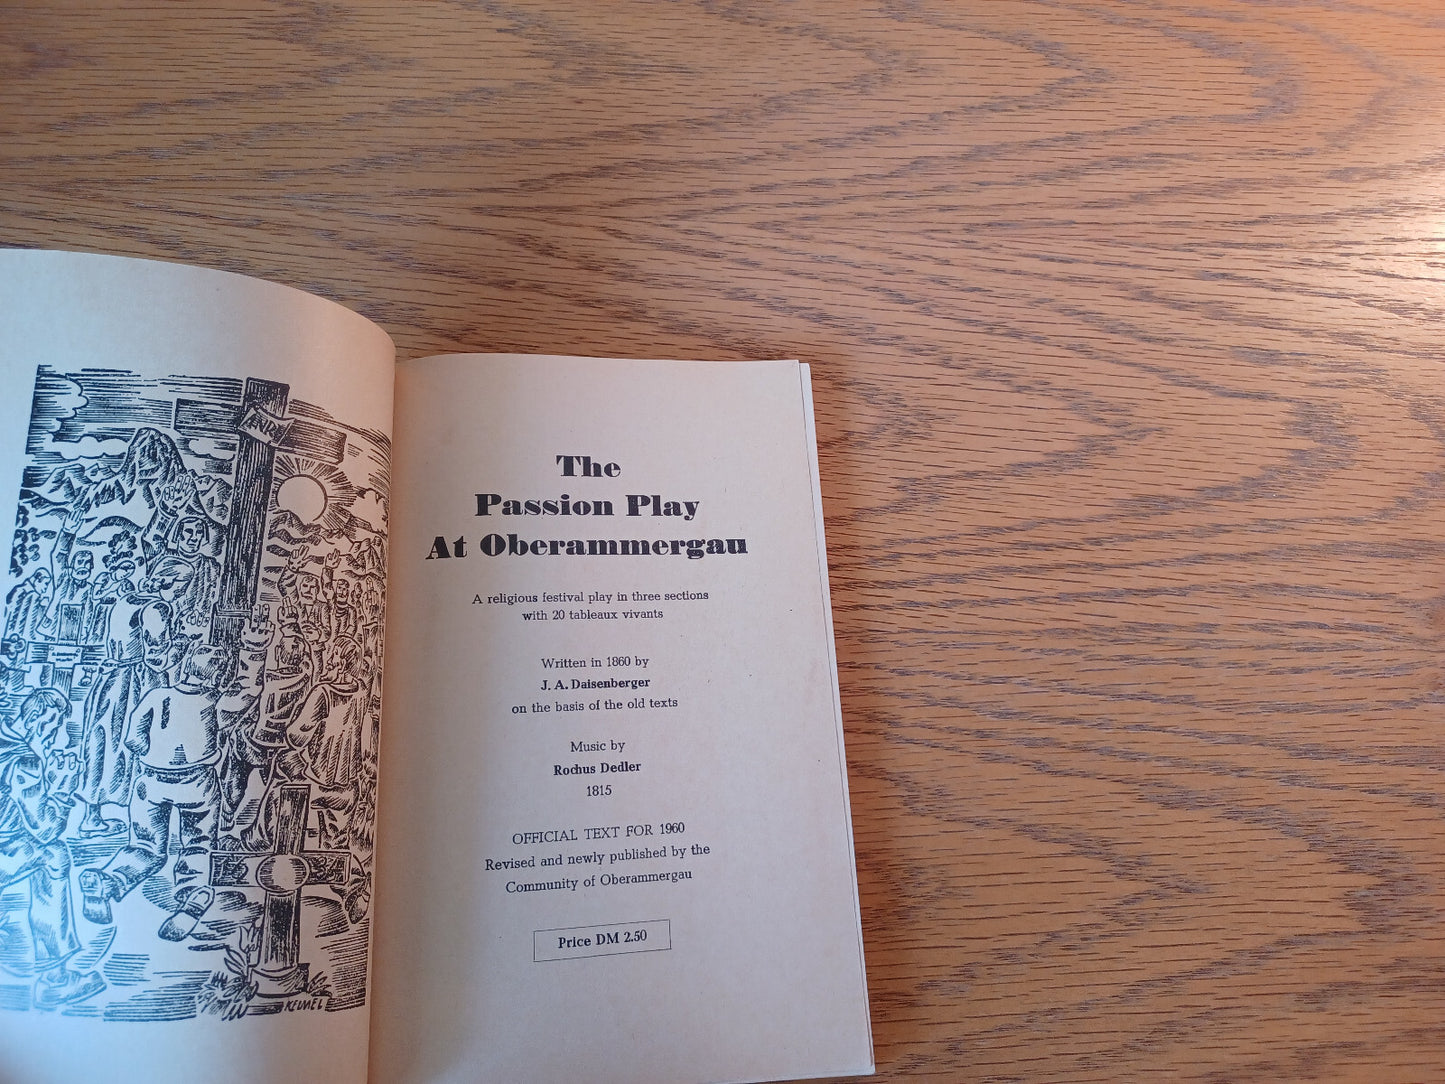 INRI
The
Passion Play
At Oberammergau
A religious festival play in three sections
with 20 tableaux vivants
Written in 1860 by
J. A. Daisenberger
on the basis of the old texts
Music by
Rochus Dedler
1815
OFFICIAL TEXT FOR 1960
Revised and newly published by the
Community of Oberammergau
Price DM 2.50